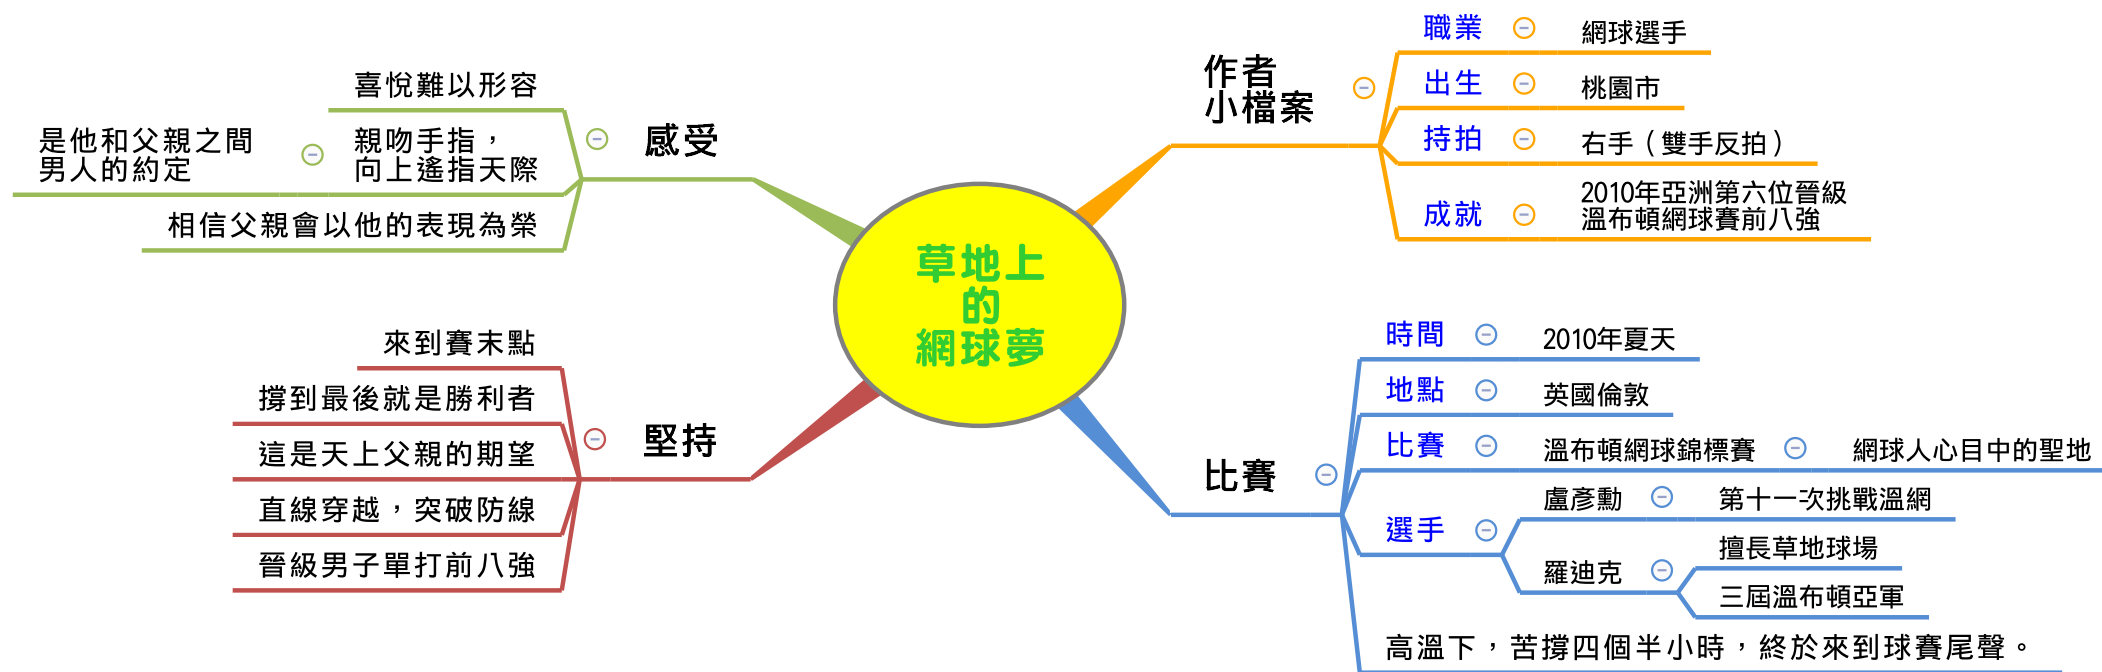 草地上
的
網球夢
作者
小檔案
職業
網球選手
出生
桃園市
持拍
右手（雙手反拍）
成就
2010年亞洲第六位晉級
溫布頓網球賽前八強
比賽
時間
2010年夏天
地點
英國倫敦
比賽
溫布頓網球錦標賽
網球人心目中的聖地
選手
盧彥勳
第十一次挑戰溫網
羅迪克
擅長草地球場
三屆溫布頓亞軍
高溫下，苦撐四個半小時，終於來到球賽尾聲。
堅持
來到賽末點
撐到最後就是勝利者
這是天上父親的期望
直線穿越，突破防線
晉級男子單打前八強
感受
喜悅難以形容
親吻手指，
向上遙指天際
是他和父親之間
男人的約定
相信父親會以他的表現為榮